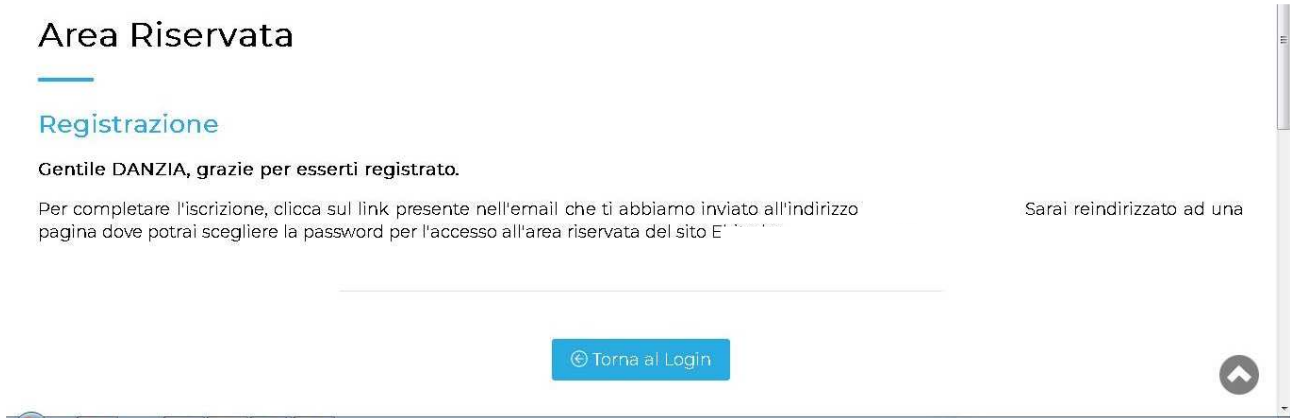 Area Riservata
Registrazione
Gentile DANZIA, grazie per esserti registrato.
Per completare l'iscrizione, clicca sul link presente nell'email che ti abbiamo inviato all'indirizzo Sarai reindirizzato ad una
pagina dove potrai scegliere la password per l'accesso all'area riservata del sito
Torna al Login